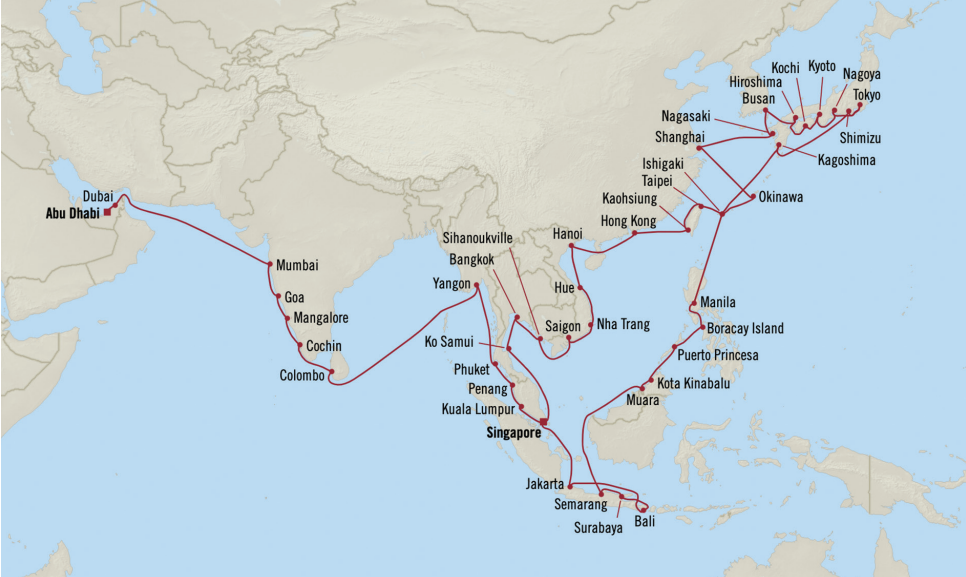 Kochi
Kyoto
Nagoya
Hiroshima
Busan
Tokyo
Nagasaki
Shanghai
Shimizu
Kagoshima
Ishigaki
Taipei
Kaohsiung
Okinawa
Hong Kong
Dubai
Abu Dhabi
Hanoi
Sihanoukville
Bangkok
Mumbai
Yangon
Hue
Goa
Manila
Mangalore
Saigon
Nha Trang
Boracay Island
Cochin
Ko Samui
Puerto Princesa
Colombo
Phuket
Penang
Kota Kinabalu
Muara
Kuala Lumpur
Singapore
Jakarta
Semarang
Surabaya
Bali